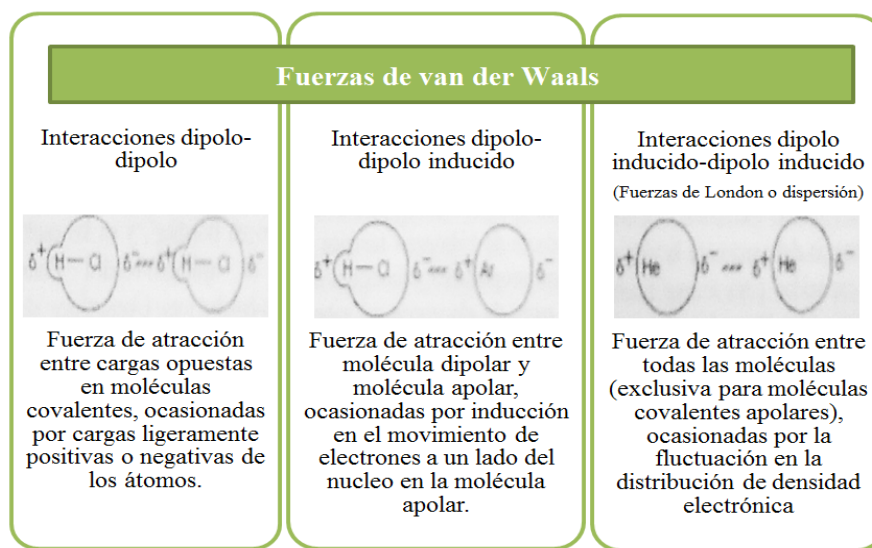 Fuerzas de van der Waals
Interacciones dipolo-
dipolo
δ⁺ H—Cl δ⁻ δ⁺ H—Cl δ⁻
Fuerza de atracción
entre cargas opuestas
en moléculas
covalentes, ocasionadas
por cargas ligeramente
positivas o negativas de
los átomos.
Interacciones dipolo-
dipolo inducido
δ⁺ H—Cl δ⁻ δ⁺ Ar δ⁻
Fuerza de atracción entre
molécula dipolar y
molécula apolar,
ocasionadas por inducción
en el movimiento de
electrones a un lado del
nucleo en la molécula
apolar.
Interacciones dipolo
inducido-dipolo inducido
(Fuerzas de London o dispersión)
δ⁺ He δ⁻ δ⁺ He δ⁻
Fuerza de atracción entre
todas las moléculas
(exclusiva para moléculas
covalentes apolares),
ocasionadas por la
fluctuación en la
distribución de densidad
electrónica